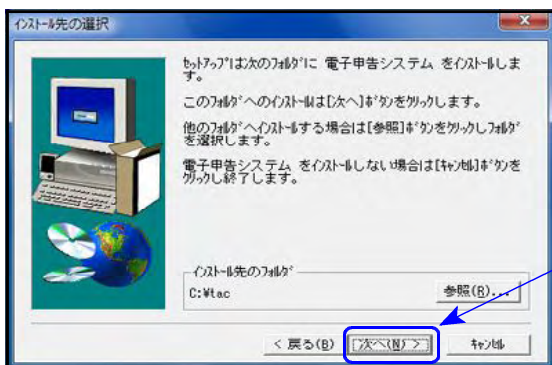 ｲﾝｽﾄｰﾙ先の選択
ｾｯﾄｱｯﾌﾟは次のﾌｫﾙﾀﾞに 電子申告システム をｲﾝｽﾄｰﾙしま
す。
このﾌｫﾙﾀﾞへのｲﾝｽﾄｰﾙは[次へ]ﾎﾞﾀﾝをｸﾘｯｸします。
他のﾌｫﾙﾀﾞへｲﾝｽﾄｰﾙする場合は[参照]ﾎﾞﾀﾝをｸﾘｯｸしﾌｫﾙﾀﾞ
を選択します。
電子申告システム をｲﾝｽﾄｰﾙしない場合は[ｷｬﾝｾﾙ]ﾎﾞﾀﾝを
ｸﾘｯｸし終了します。
ｲﾝｽﾄｰﾙ先のﾌｫﾙﾀﾞ
C:¥tac
参照(R)...
< 戻る(B)
次へ(N) >
ｷｬﾝｾﾙ